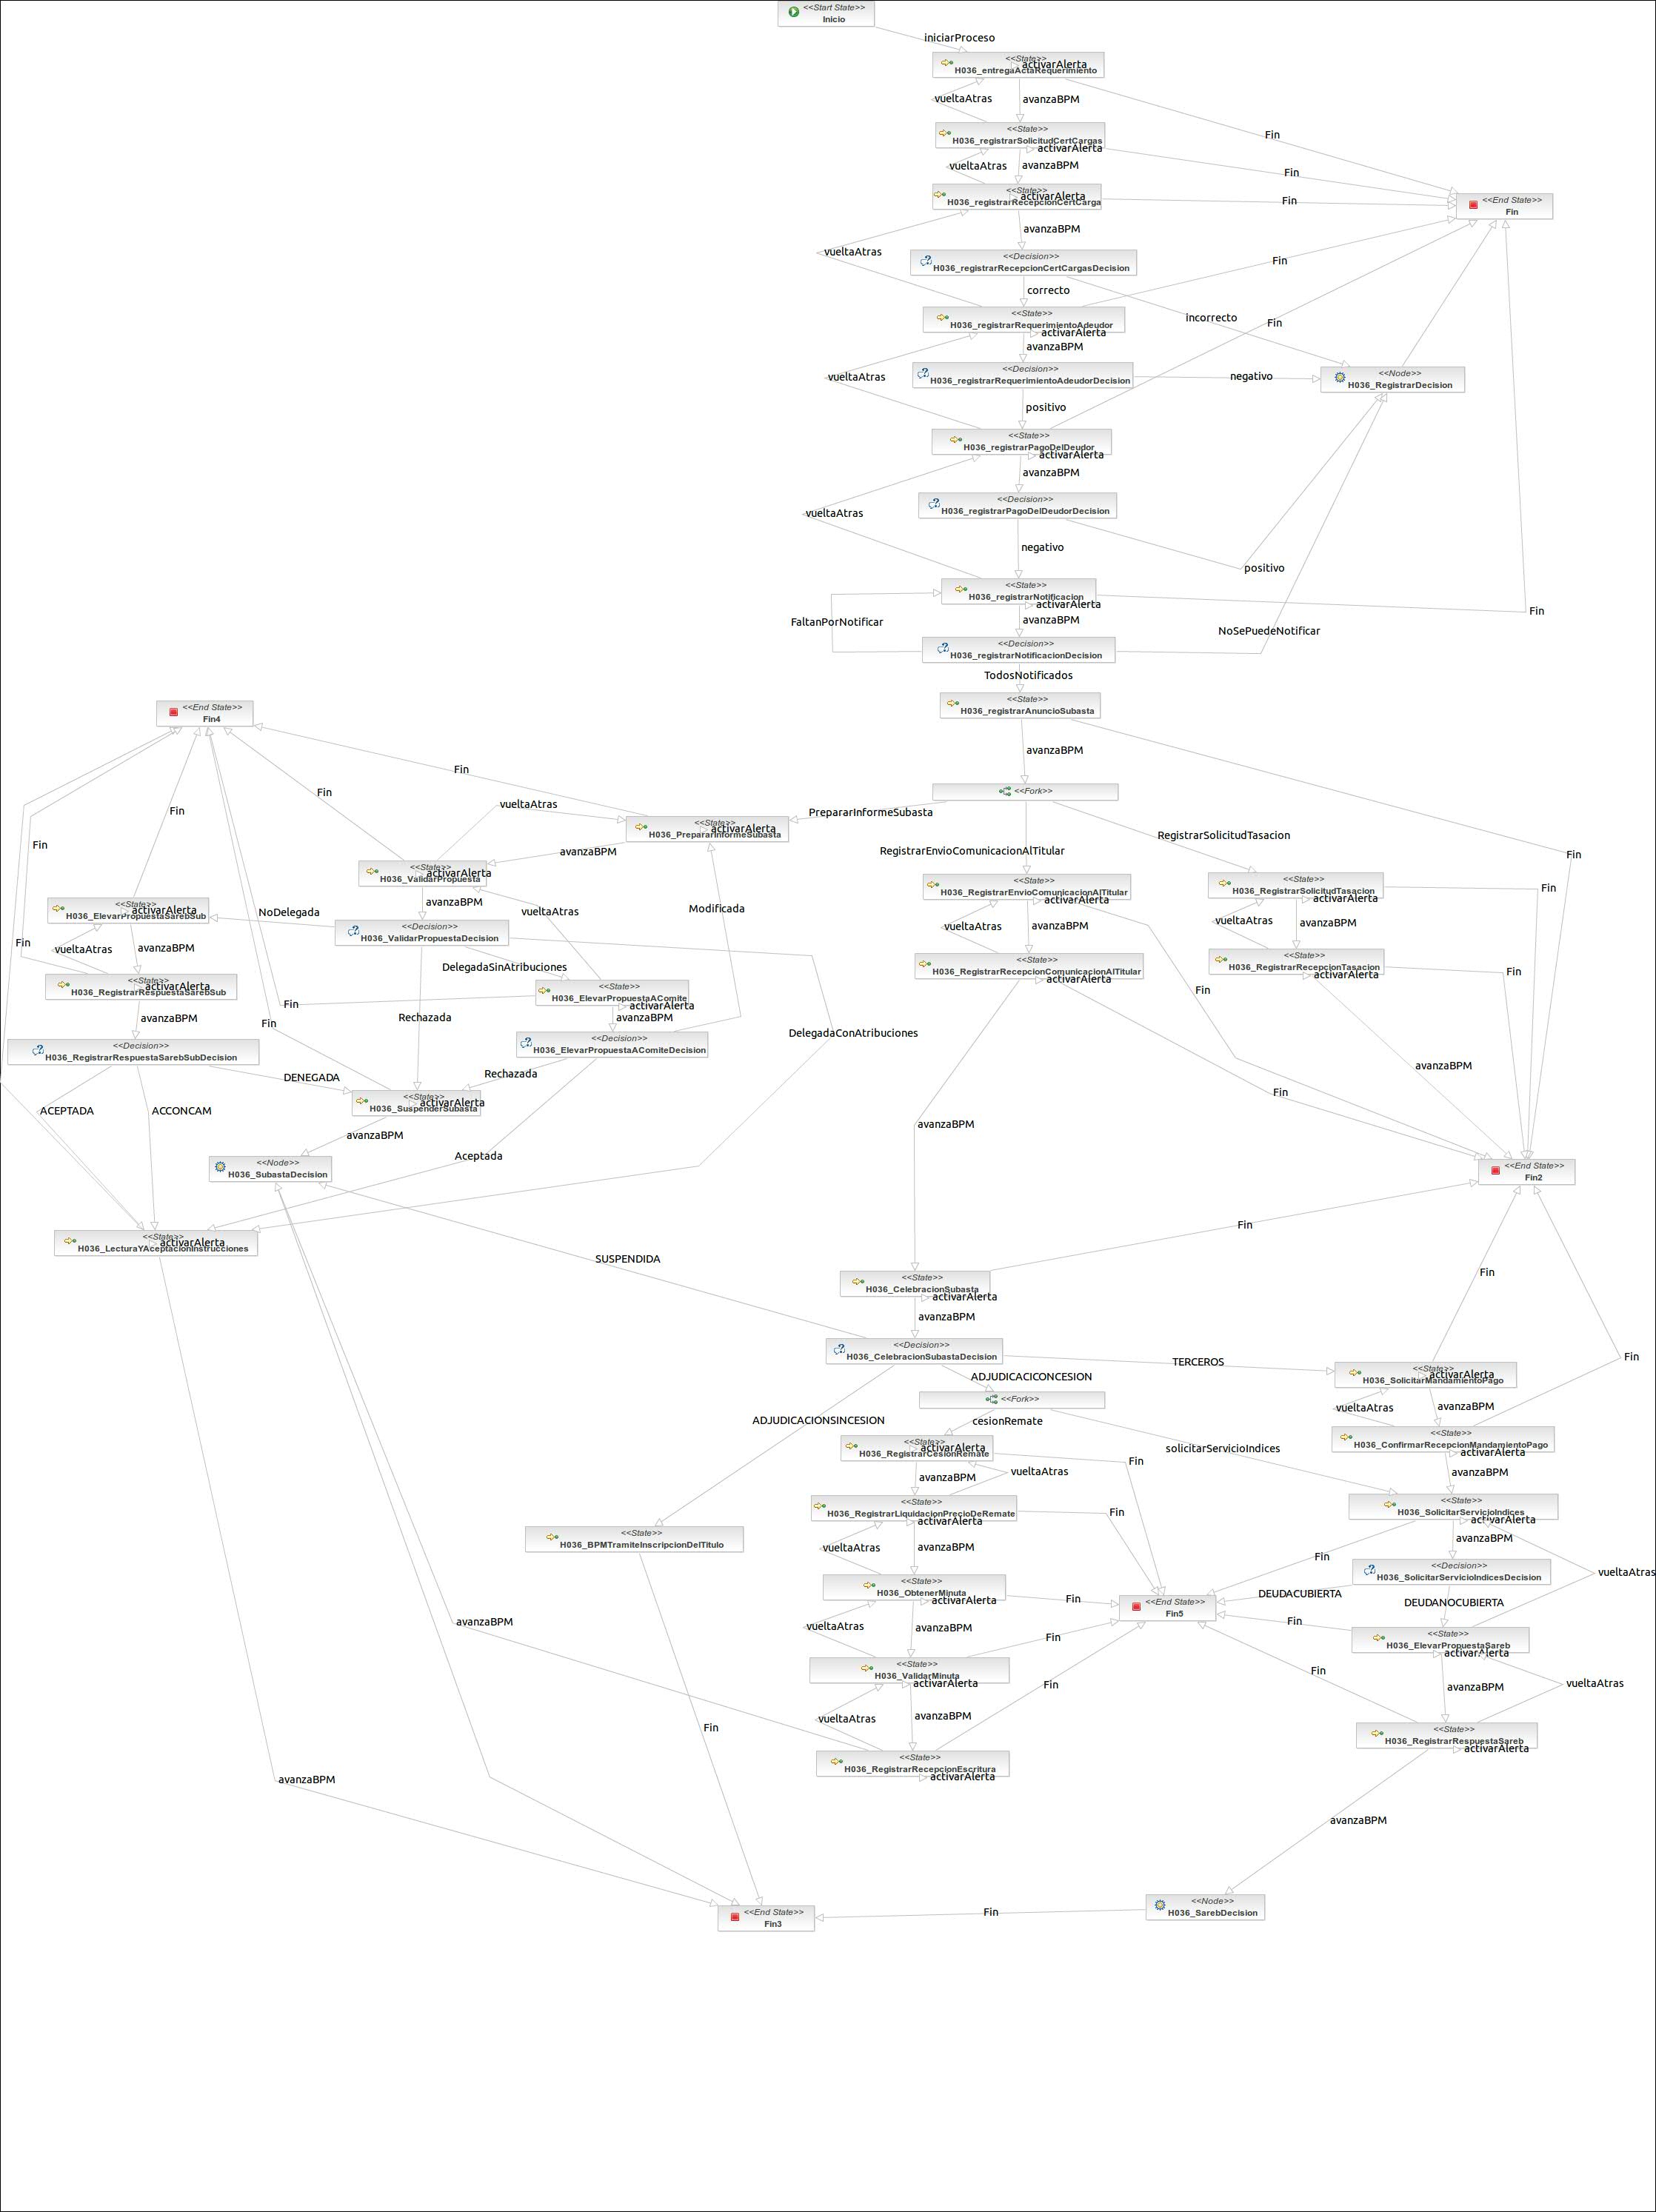 <<Start State>>
Inicio
iniciarProceso
<<State>>
activarAlerta
H036_entregaActaRequerimiento
vueltaAtras
avanzaBPM
Fin
<<State>>
H036_registrarSolicitudCertCargas
activarAlerta
vueltaAtras
avanzaBPM
Fin
<<State>>
activarAlerta
H036_registrarRecepcionCertCarga
Fin
<<End State>>
Fin
avanzaBPM
vueltaAtras
<<Decision>>
H036_registrarRecepcionCertCargasDecision
Fin
correcto
<<State>>
H036_registrarRequerimientoAdeudor
activarAlerta
incorrecto
Fin
avanzaBPM
<<Decision>>
H036_registrarRequerimientoAdeudorDecision
vueltaAtras
negativo
<<Node>>
H036_RegistrarDecision
positivo
<<State>>
H036_registrarPagoDelDeudor
activarAlerta
avanzaBPM
<<Decision>>
H036_registrarPagoDelDeudorDecision
vueltaAtras
negativo
positivo
<<State>>
H036_registrarNotificacion
activarAlerta
Fin
avanzaBPM
FaltanPorNotificar
NoSePuedeNotificar
<<Decision>>
H036_registrarNotificacionDecision
TodosNotificados
<<State>>
H036_registrarAnuncioSubasta
<<End State>>
Fin4
avanzaBPM
Fin
Fin
<<Fork>>
vueltaAtras
Fin
PrepararInformeSubasta
<<State>>
activarAlerta
H036_PrepararInformeSubasta
RegistrarSolicitudTasacion
Fin
avanzaBPM
RegistrarEnvioComunicacionAlTitular
Fin
<<State>>
activarAlerta
H036_ValidarPropuesta
<<State>>
H036_RegistrarEnvioComunicacionAlTitular
activarAlerta
<<State>>
H036_RegistrarSolicitudTasacion
activarAlerta
Fin
avanzaBPM
<<State>>
activarAlerta
H036_ElevarPropuestaSarebSub
NoDelegada
vueltaAtras
Modificada
vueltaAtras
avanzaBPM
vueltaAtras
avanzaBPM
<<Decision>>
H036_ValidarPropuestaDecision
Fin
vueltaAtras
avanzaBPM
<<State>>
H036_RegistrarRecepcionComunicacionAlTitular
activarAlerta
<<State>>
H036_RegistrarRecepcionTasacion
activarAlerta
Fin
DelegadaSinAtribuciones
<<State>>
activarAlerta
H036_RegistrarRespuestaSarebSub
<<State>>
H036_ElevarPropuestaAComite
activarAlerta
Fin
Fin
avanzaBPM
Fin
Rechazada
avanzaBPM
DelegadaConAtribuciones
<<Decision>>
H036_RegistrarRespuestaSarebSubDecision
<<Decision>>
H036_ElevarPropuestaAComiteDecision
avanzaBPM
DENEGADA
Rechazada
Fin
<<State>>
activarAlerta
H036_SuspenderSubasta
ACEPTADA
ACCONCAM
avanzaBPM
avanzaBPM
Aceptada
<<Node>>
H036_SubastaDecision
<<End State>>
Fin2
Fin
<<State>>
activarAlerta
H036_LecturaYAceptacionInstrucciones
SUSPENDIDA
Fin
<<State>>
H036_CelebracionSubasta
activarAlerta
avanzaBPM
<<Decision>>
H036_CelebracionSubastaDecision
TERCEROS
Fin
<<State>>
activarAlerta
H036_SolicitarMandamientoPago
ADJUDICACICONCESION
<<Fork>>
vueltaAtras
avanzaBPM
ADJUDICACIONSINCESION
cesionRemate
<<State>>
H036_ConfirmarRecepcionMandamientoPago
activarAlerta
solicitarServicioIndices
<<State>>
activarAlerta
H036_RegistrarCesionRemate
Fin
avanzaBPM
vueltaAtras
avanzaBPM
<<State>>
H036_RegistrarLiquidacionPrecioDeRemate
activarAlerta
Fin
<<State>>
H036_SolicitarServicioIndices
activarAlerta
<<State>>
H036_BPMTramiteInscripcionDelTitulo
vueltaAtras
avanzaBPM
Fin
avanzaBPM
<<Decision>>
H036_SolicitarServicioIndicesDecision
vueltaAtras
<<State>>
H036_ObtenerMinuta
activarAlerta
Fin
DEUDACUBIERTA
DEUDANOCUBIERTA
<<End State>>
Fin5
avanzaBPM
vueltaAtras
avanzaBPM
Fin
Fin
<<State>>
H036_ElevarPropuestaSareb
activarAlerta
<<State>>
H036_ValidarMinuta
activarAlerta
Fin
Fin
avanzaBPM
vueltaAtras
vueltaAtras
avanzaBPM
Fin
<<State>>
H036_RegistrarRespuestaSareb
activarAlerta
<<State>>
H036_RegistrarRecepcionEscritura
activarAlerta
avanzaBPM
avanzaBPM
<<Node>>
H036_SarebDecision
Fin
<<End State>>
Fin3